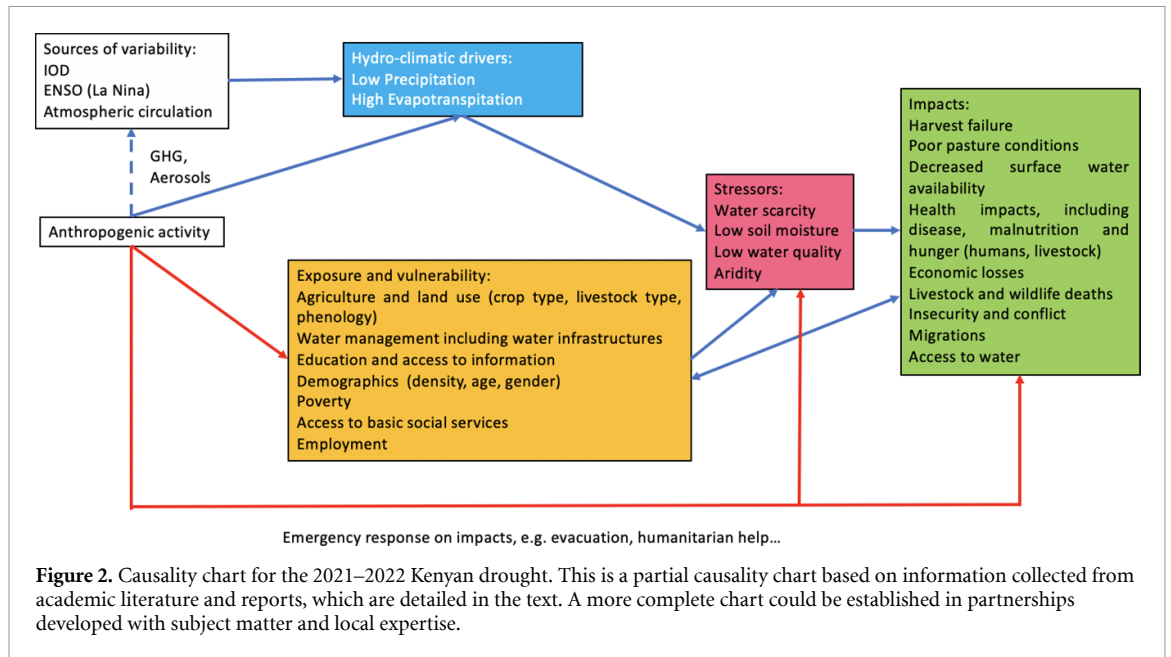 Sources of variability:
IOD
ENSO (La Nina)
Atmospheric circulation
Hydro-climatic drivers:
Low Precipitation
High Evapotranspitation
GHG,
Aerosols
Anthropogenic activity
Exposure and vulnerability:
Agriculture and land use (crop type, livestock type,
phenology)
Water management including water infrastructures
Education and access to information
Demographics (density, age, gender)
Poverty
Access to basic social services
Employment
Stressors:
Water scarcity
Low soil moisture
Low water quality
Aridity
Impacts:
Harvest failure
Poor pasture conditions
Decreased surface water
availability
Health impacts, including
disease, malnutrition and
hunger (humans, livestock)
Economic losses
Livestock and wildlife deaths
Insecurity and conflict
Migrations
Access to water
Emergency response on impacts, e.g. evacuation, humanitarian help...
Figure 2. Causality chart for the 2021–2022 Kenyan drought. This is a partial causality chart based on information collected from
academic literature and reports, which are detailed in the text. A more complete chart could be established in partnerships
developed with subject matter and local expertise.